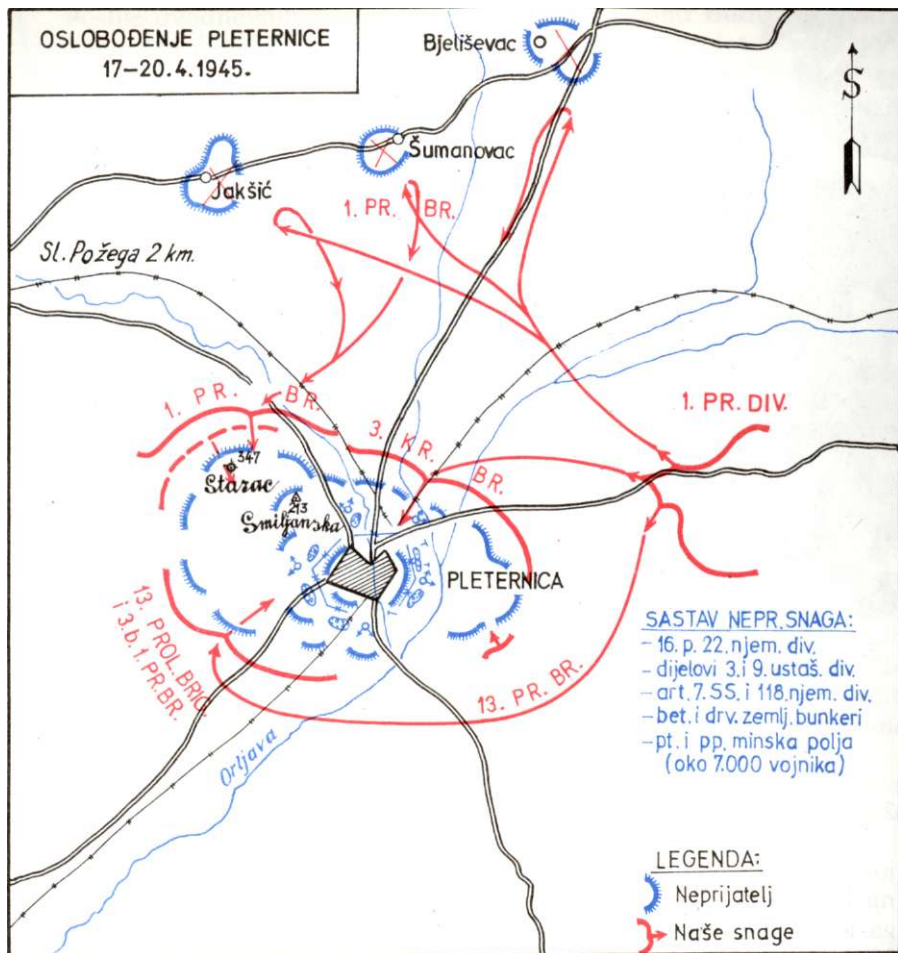 OSLOBOĐENJE PLETERNICE
17-20.4.1945.
Bjeliševac
S
Šumanovac
Jakšić
1. PR. BR.
Sl. Požega 2 km.
1. PR. BR.
3. KR. BR.
1. PR. DIV.
347
Starac
213
Smiljanska
PLETERNICA
13. PROL. BRIG.
i 3. b. 1. PR. BR.
13. PR. BR.
Orljava
SASTAV NEPR. SNAGA:
- 16. p. 22. njem. div.
- dijelovi 3. i 9. ustaš. div.
- art. 7. SS. i 118. njem. div.
- bet. i drv. zemlj. bunkeri
- pt. i pp. minska polja
(oko 7.000 vojnika)
LEGENDA:
Neprijatelj
Naše snage